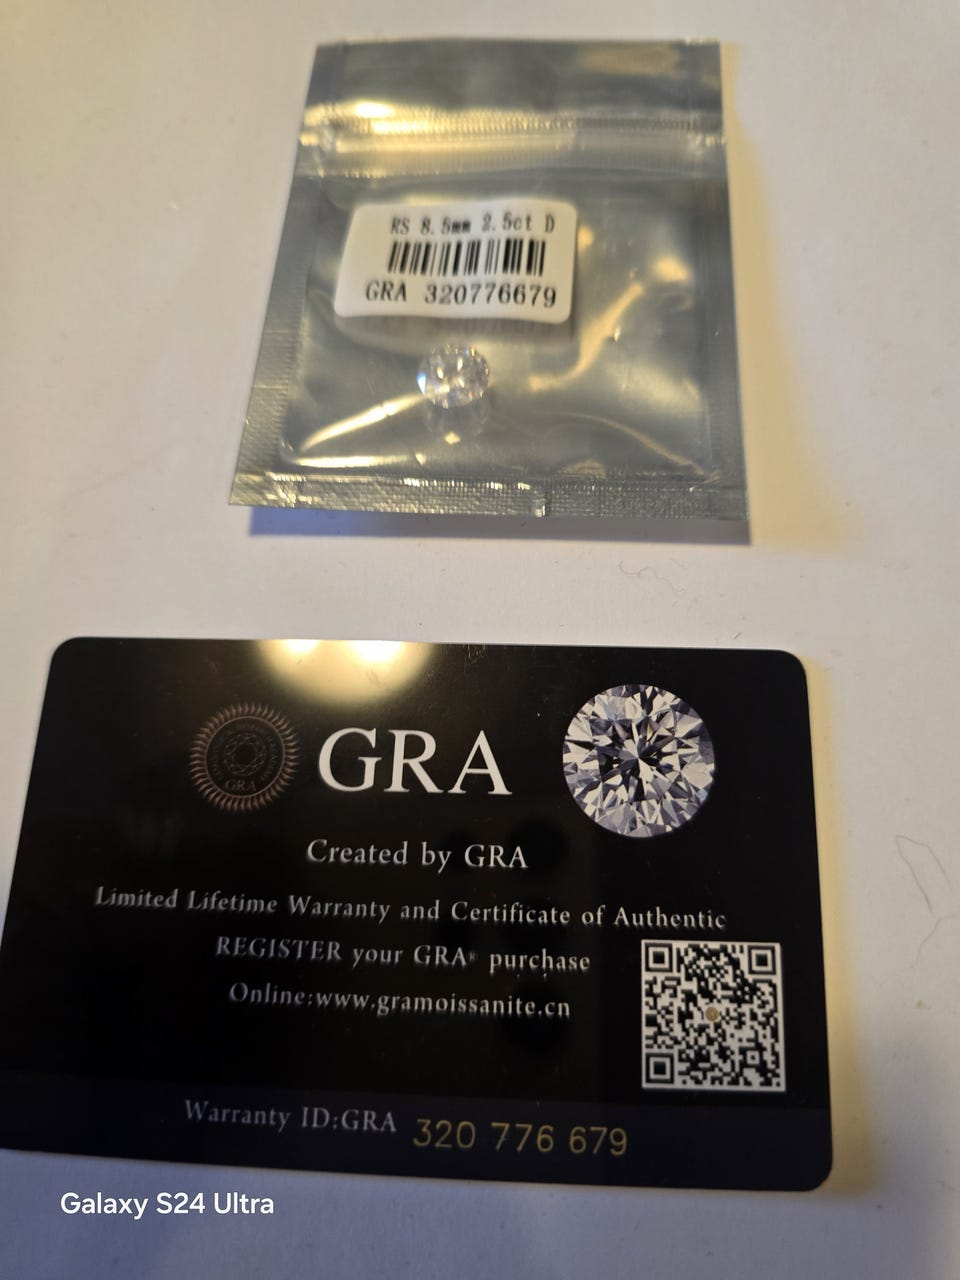 RS 8.5mm 2.5ct D
GRA 320776679
GRA
GRA
Created by GRA
Limited Lifetime Warranty and Certificate of Authentic
REGISTER your GRA® purchase
Online:www.gramoissanite.cn
Warranty ID:GRA 320 776 679
Galaxy S24 Ultra